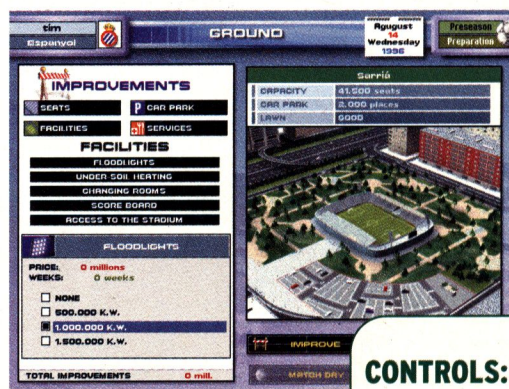 tim
Espanyol
GROUND
Agugust
14
Wednesday
1996
Preseason
Preparation
IMPROVEMENTS
SEATS
P CAR PARK
FACILITIES
SERVICES
FACILITIES
FLOODLIGHTS
UNDER SOIL HEATING
CHANGING ROOMS
SCORE BOARD
ACCESS TO THE STADIUM
FLOODLIGHTS
PRICE: 0 millions
WEEKS: 0 weeks
NONE
500.000 K.W.
1.000.000 K.W.
1.500.000 K.W.
TOTAL IMPROVEMENTS 0 mill.
Sarriá
CAPACITY 41.500 seats
CAR PARK 2.000 places
LAWN GOOD
IMPROVE
MATCH DAY
CONTROLS: